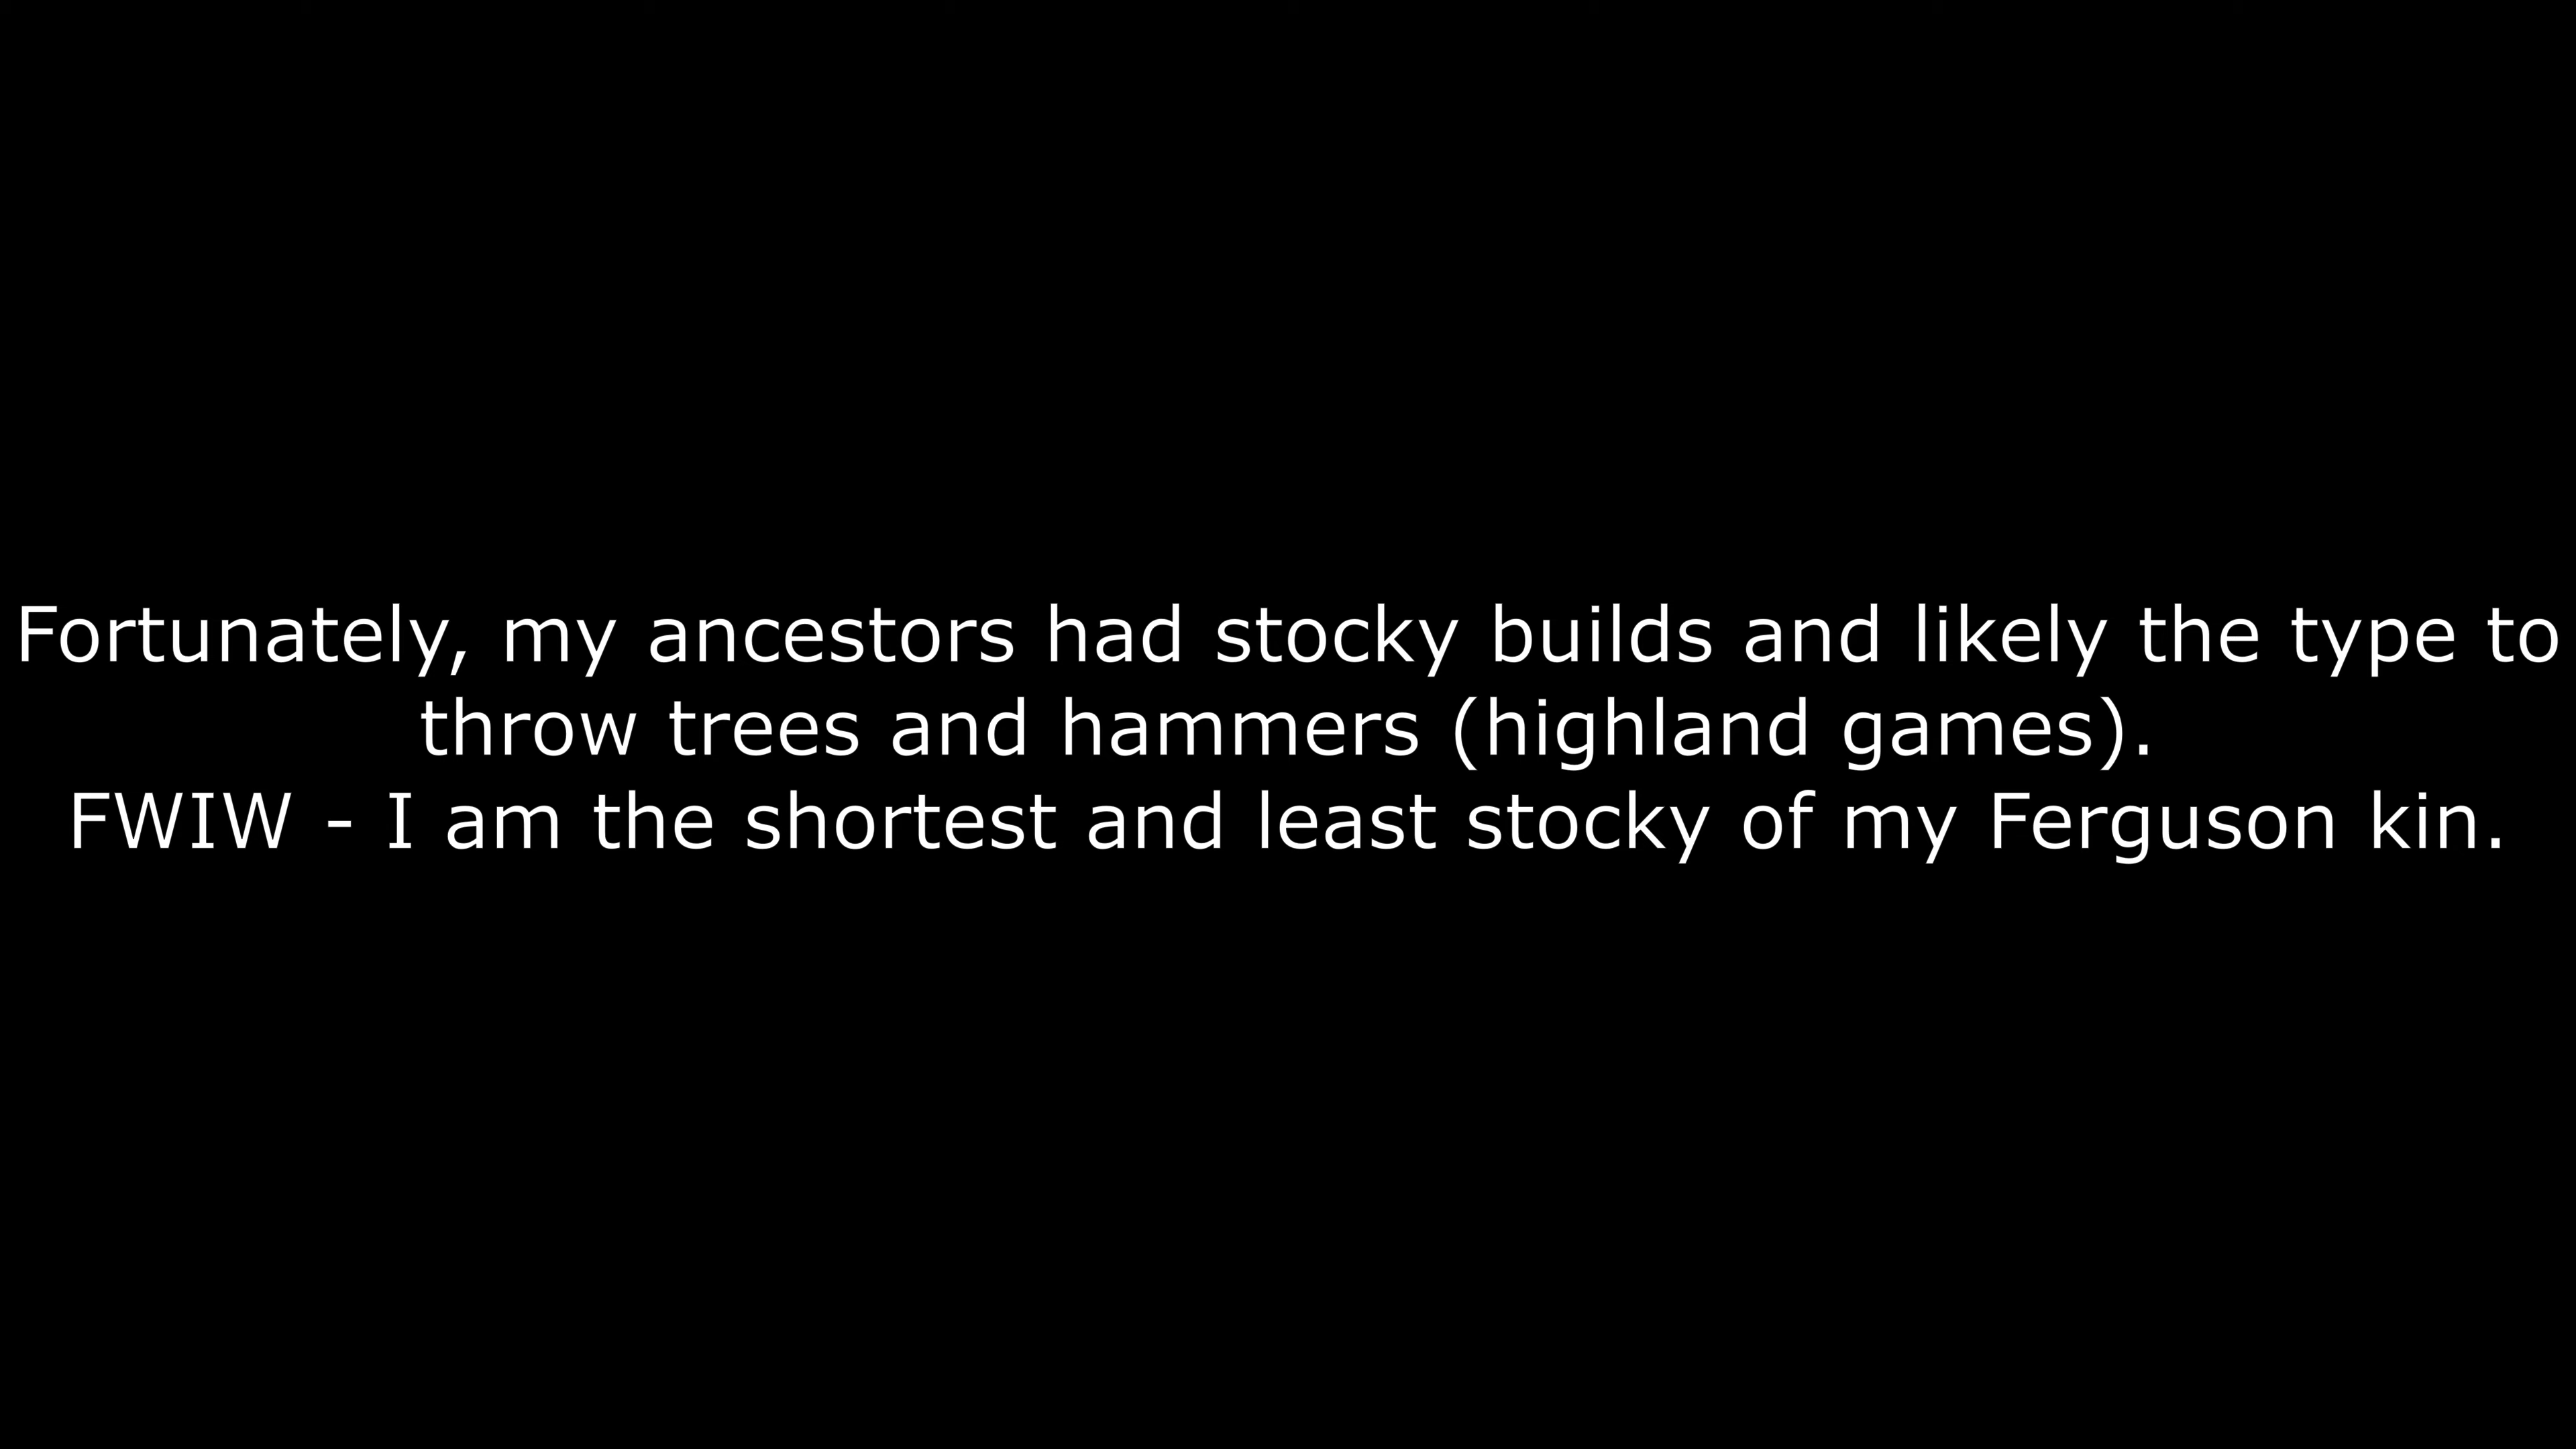 Fortunately, my ancestors had stocky builds and likely the type to
throw trees and hammers (highland games).
FWIW - I am the shortest and least stocky of my Ferguson kin.